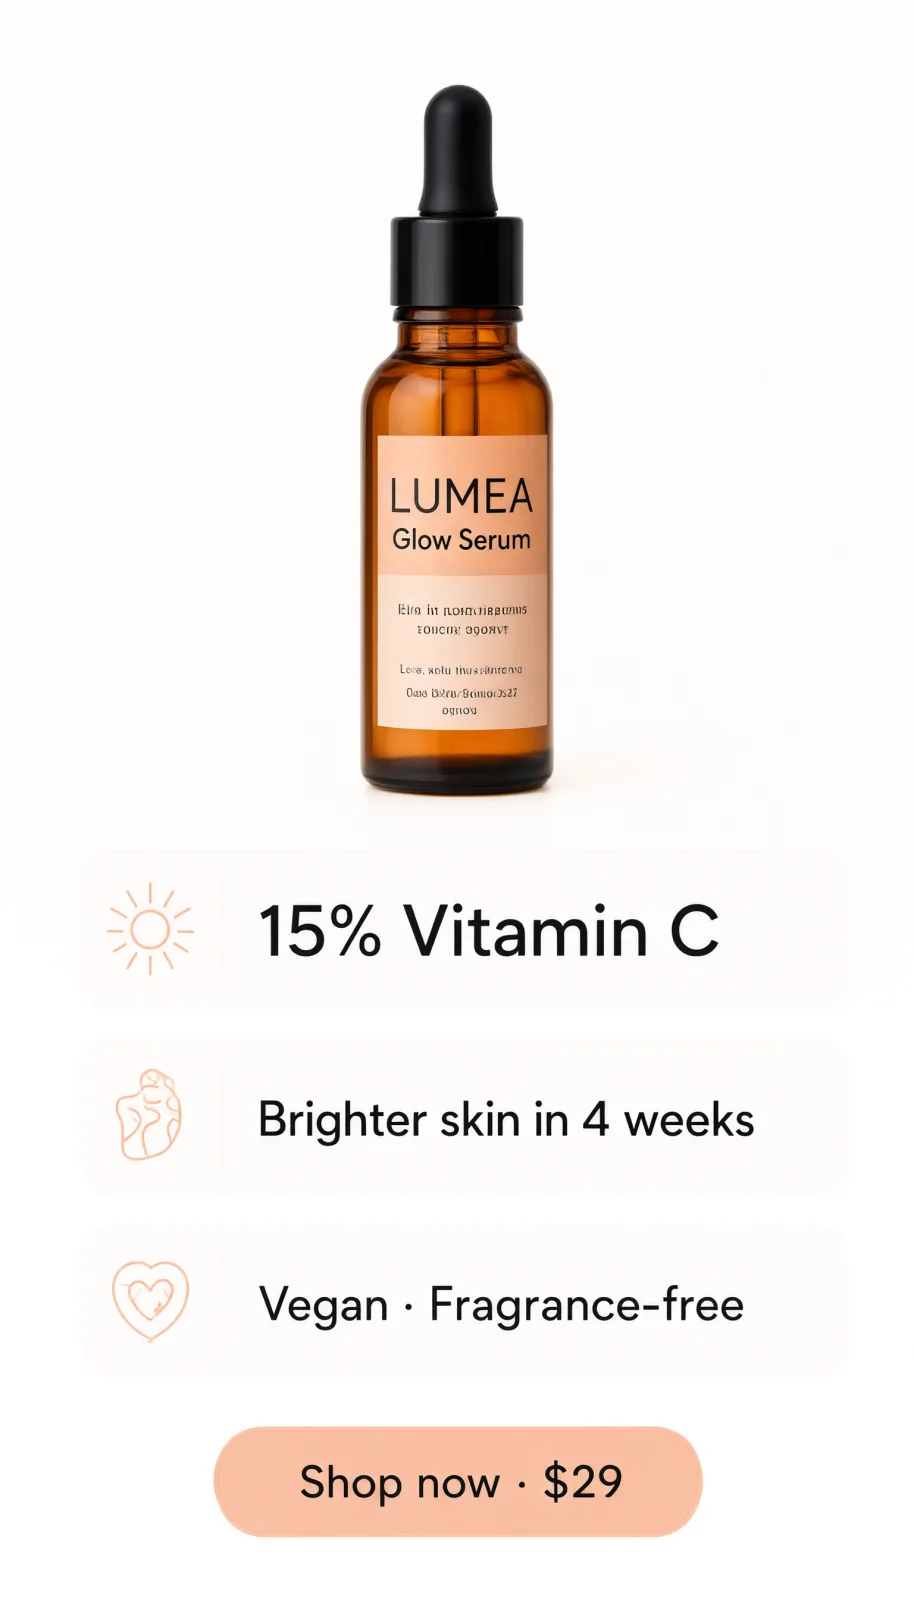 LUMEA
Glow Serum
15% Vitamin C
Brighter skin in 4 weeks
Vegan · Fragrance-free
Shop now · $29